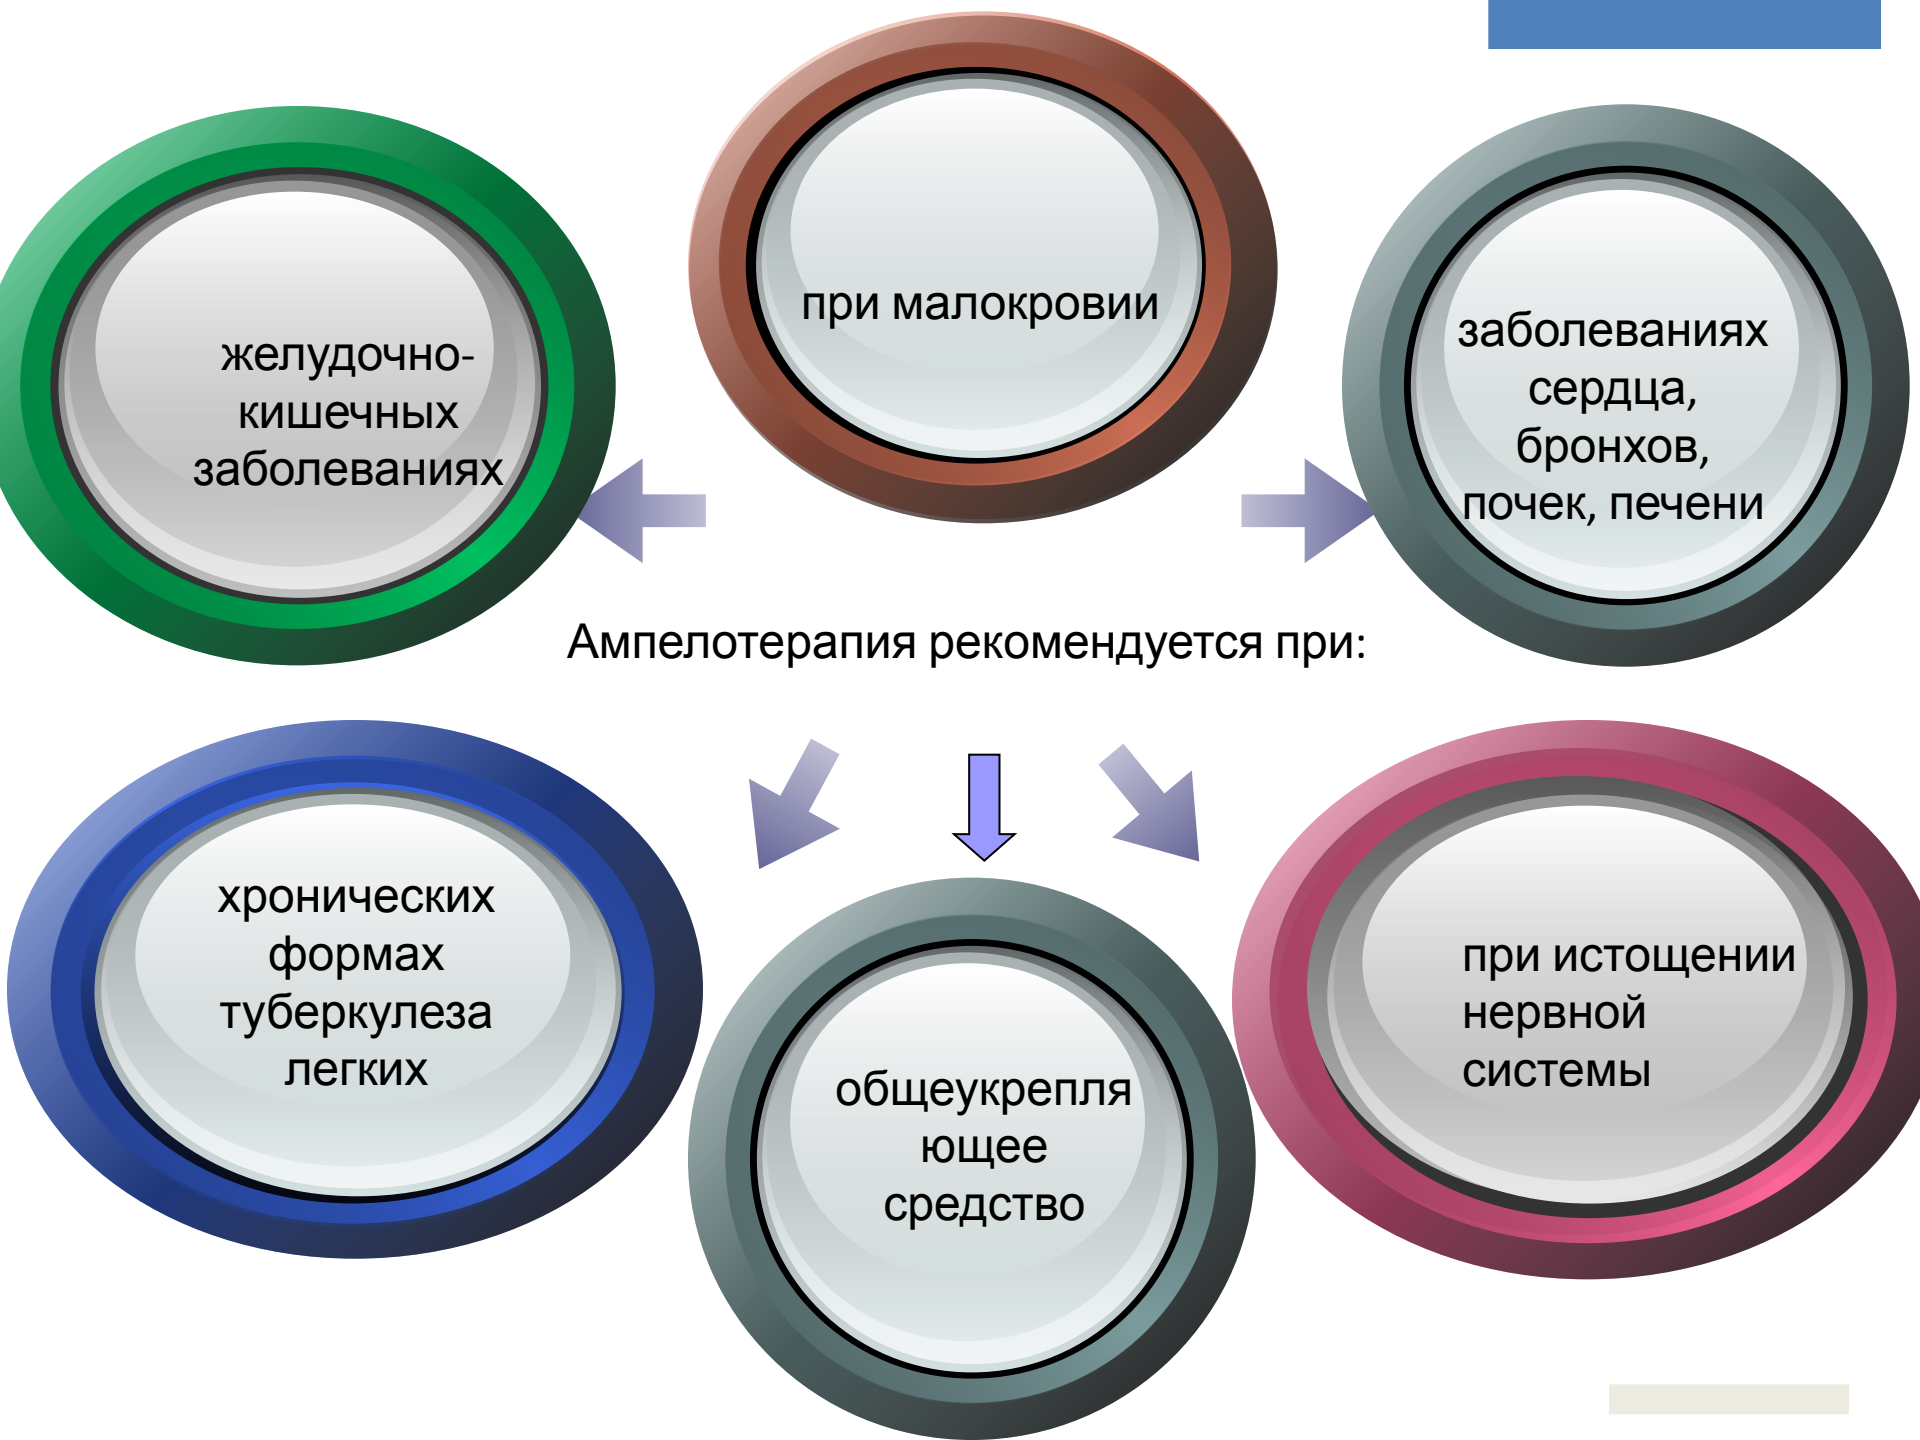 при малокровии
желудочно-
кишечных
заболеваниях
заболеваниях
сердца,
бронхов,
почек, печени
Ампелотерапия рекомендуется при:
хронических
формах
туберкулеза
легких
общеукрепля
ющее
средство
при истощении
нервной
системы